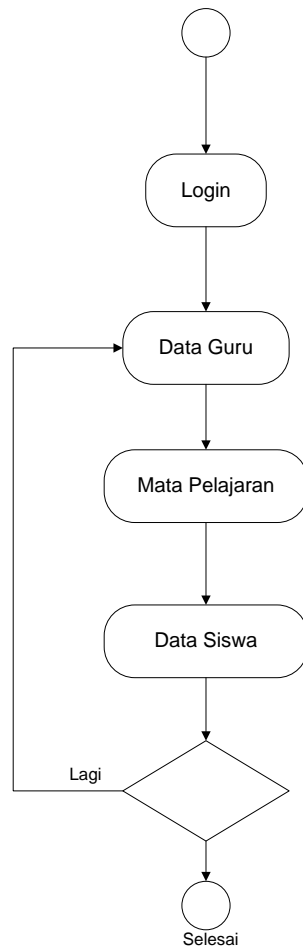 Login
Data Guru
Mata Pelajaran
Data Siswa
Lagi
Selesai